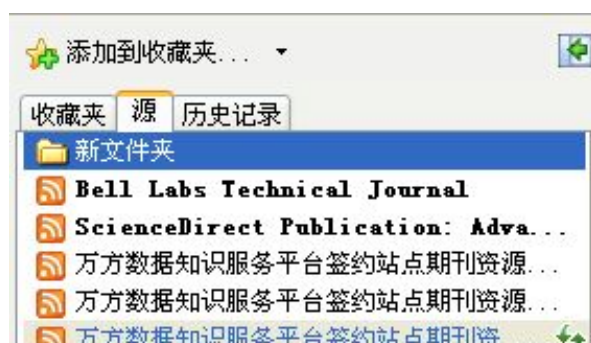 添加到收藏夹...
收藏夹 源 历史记录
新文件夹
Bell Labs Technical Journal
ScienceDirect Publication: Adva...
万方数据知识服务平台签约站点期刊资源...
万方数据知识服务平台签约站点期刊资源...
万方数据知识服务平台签约站点期刊资...